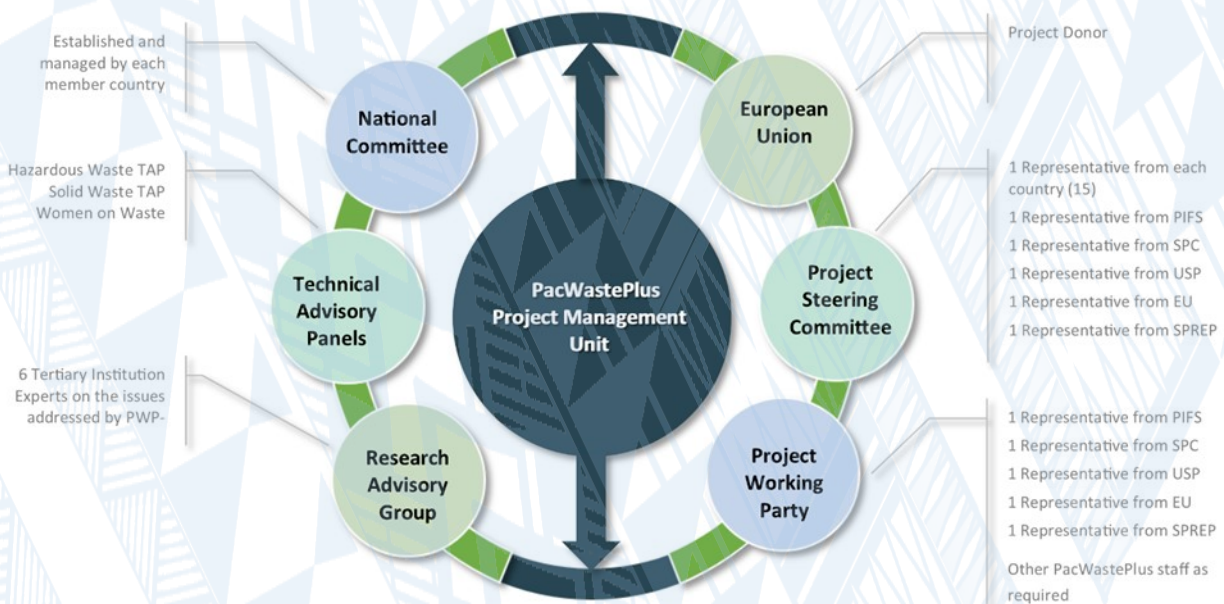 Established and
managed by each
member country
National
Committee
Hazardous Waste TAP
Solid Waste TAP
Women on Waste
Technical
Advisory
Panels
6 Tertiary Institution
Experts on the issues
addressed by PWP-
Research
Advisory
Group
PacWastePlus
Project Management
Unit
European
Union
Project Donor
Project
Steering
Committee
1 Representative from each
country (15)
1 Representative from PIFS
1 Representative from SPC
1 Representative from USP
1 Representative from EU
1 Representative from SPREP
Project
Working
Party
1 Representative from PIFS
1 Representative from SPC
1 Representative from USP
1 Representative from EU
1 Representative from SPREP
Other PacWastePlus staff as
required